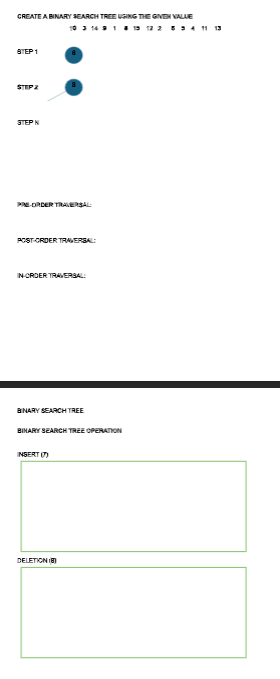 CREATE A BINARY SEARCH TREE USING THE GIVEN VALUE
10 3 14 9 1 8 15 12 2 6 5 4 11 13
STEP 1
8
STEP 2
8
STEP N
PRE-ORDER TRAVERSAL:
POST-ORDER TRAVERSAL:
IN-ORDER TRAVERSAL:
BINARY SEARCH TREE
BINARY SEARCH TREE OPERATION
INSERT (7)
DELETION (8)